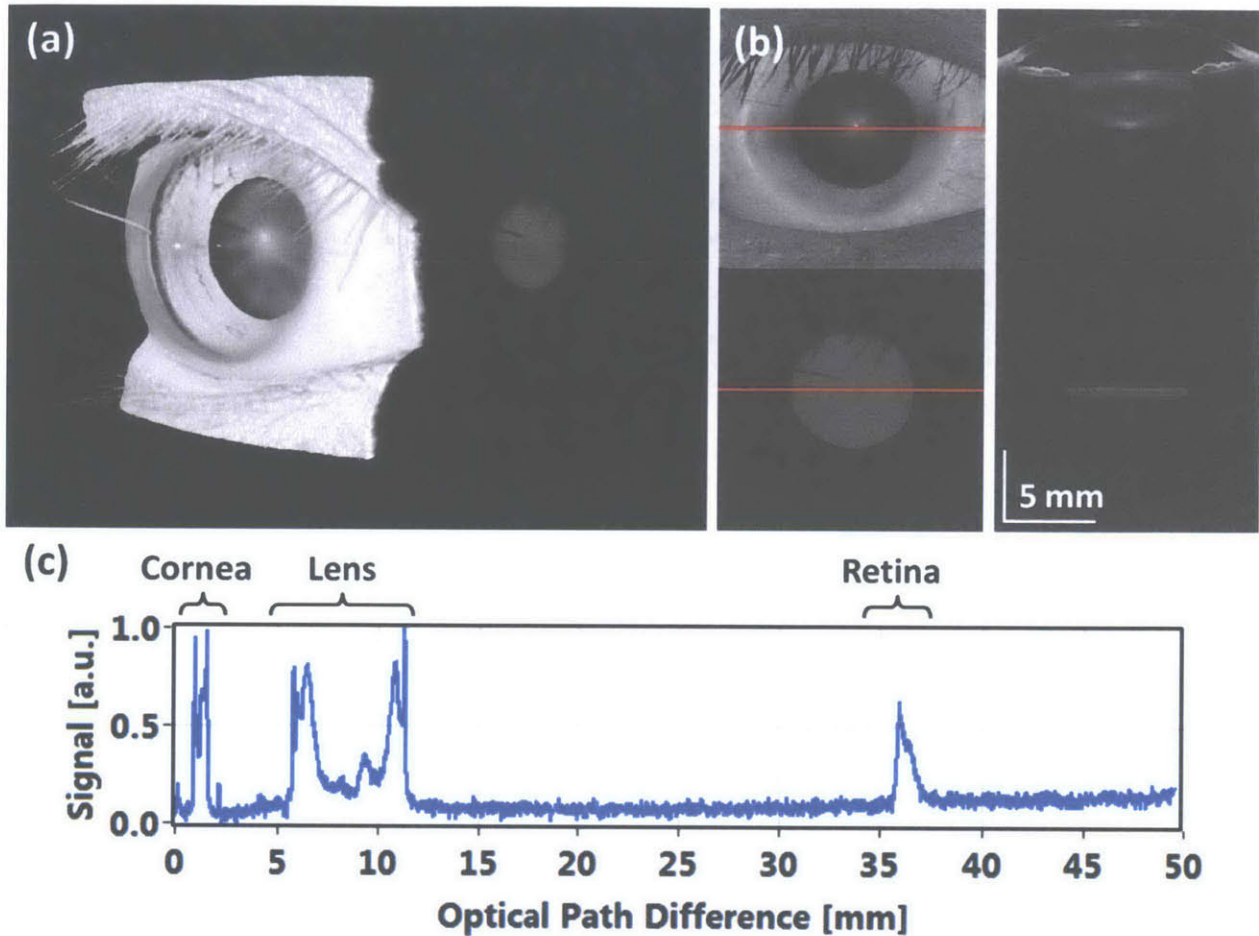 (a)
(b)
5 mm
(c)
Cornea
Lens
Retina
Signal [a.u.]
1.0
0.5
0.0
0 5 10 15 20 25 30 35 40 45 50
Optical Path Difference [mm]